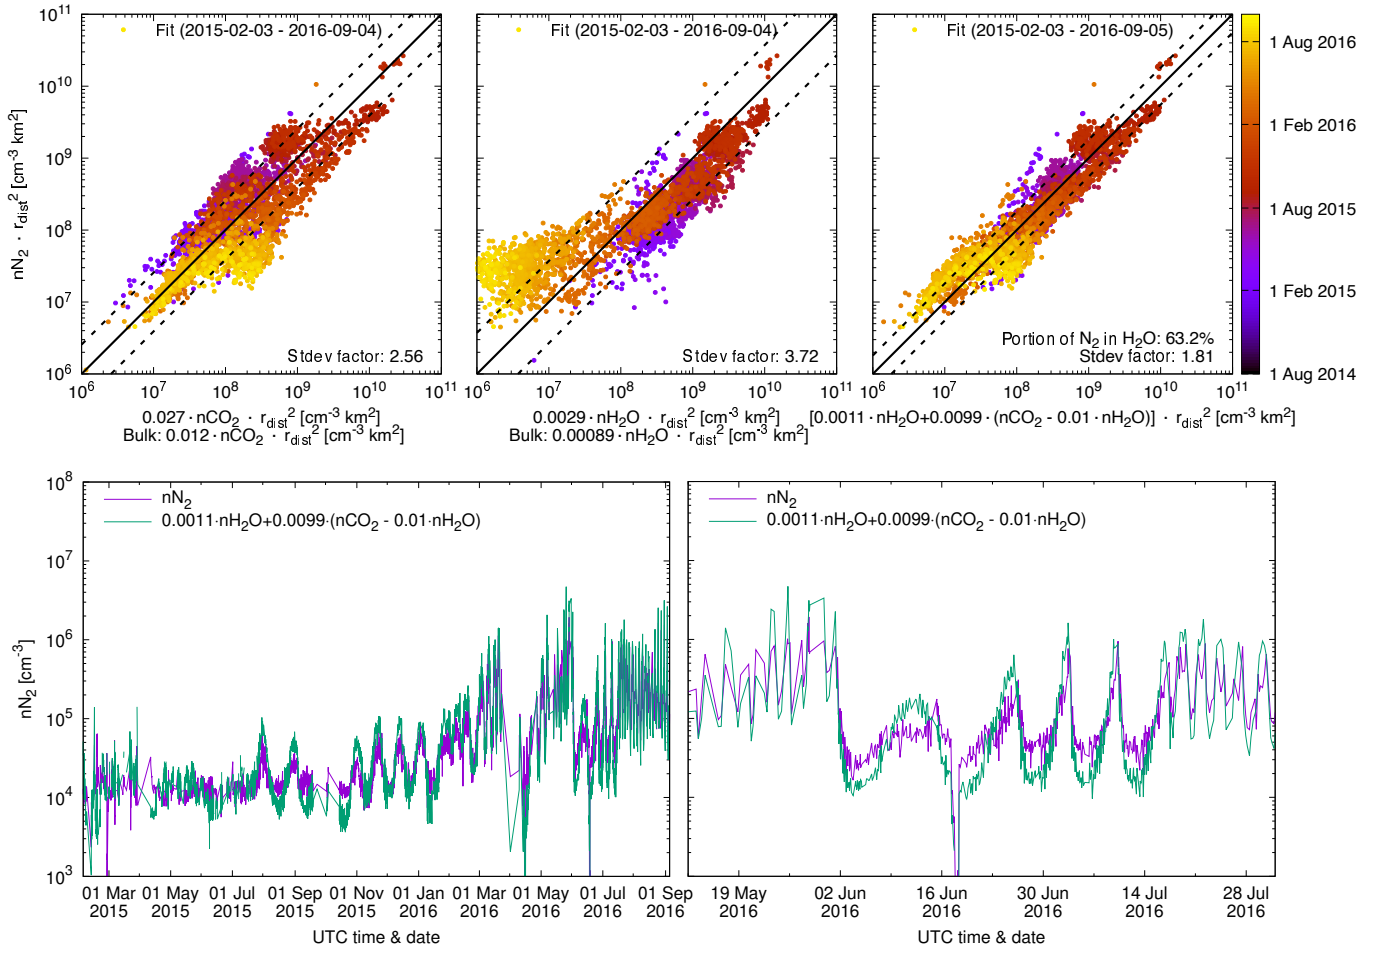 10^11
10^10
10^9
10^8
10^7
10^6
nN2 · rdist^2 [cm^-3 km^2]
Fit (2015-02-03 - 2016-09-04)
Stdev factor: 2.56
10^6 10^7 10^8 10^9 10^10 10^11
0.027·nCO2 · rdist^2 [cm^-3 km^2]
Bulk: 0.012·nCO2 · rdist^2 [cm^-3 km^2]
Fit (2015-02-03 - 2016-09-04)
Stdev factor: 3.72
10^6 10^7 10^8 10^9 10^10 10^11
0.0029·nH2O · rdist^2 [cm^-3 km^2]
Bulk: 0.00089·nH2O · rdist^2 [cm^-3 km^2]
Fit (2015-02-03 - 2016-09-05)
Portion of N2 in H2O: 63.2%
Stdev factor: 1.81
10^6 10^7 10^8 10^9 10^10 10^11
[0.0011·nH2O+0.0099·(nCO2 - 0.01·nH2O)] · rdist^2 [cm^-3 km^2]
1 Aug 2016
1 Feb 2016
1 Aug 2015
1 Feb 2015
1 Aug 2014
10^8
10^7
10^6
10^5
10^4
10^3
nN2 [cm^-3]
nN2
0.0011·nH2O+0.0099·(nCO2 - 0.01·nH2O)
01 Mar 01 May 01 Jul 01 Sep 01 Nov 01 Jan 01 Mar 01 May 01 Jul 01 Sep
2015 2015 2015 2015 2015 2016 2016 2016 2016 2016
UTC time & date
nN2
0.0011·nH2O+0.0099·(nCO2 - 0.01·nH2O)
19 May 02 Jun 16 Jun 30 Jun 14 Jul 28 Jul
2016 2016 2016 2016 2016 2016
UTC time & date